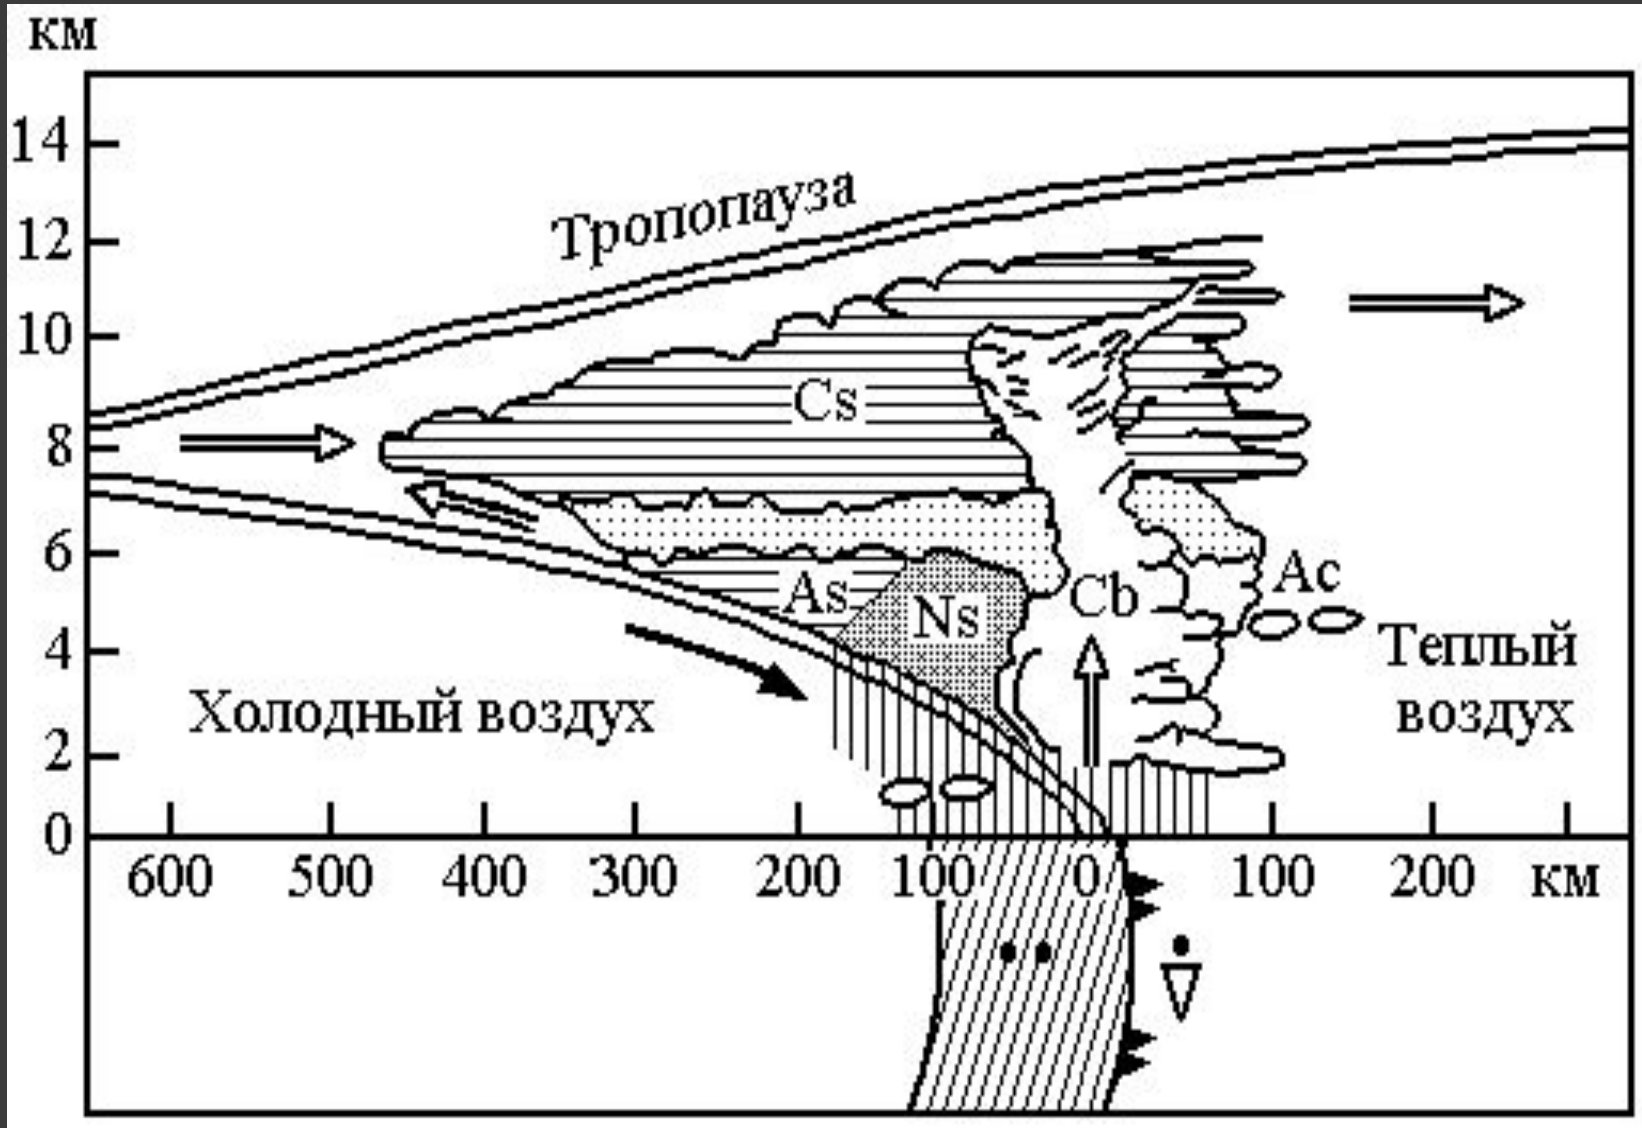 км
14
12
10
8
6
4
2
0
Тропопауза
Cs
As
Ns
Cb
Ac
Холодный воздух
Теплый
воздух
600 500 400 300 200 100 0 100 200 км